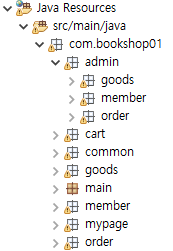 Java Resources
src/main/java
com.bookshop01
admin
goods
member
order
cart
common
goods
main
member
mypage
order